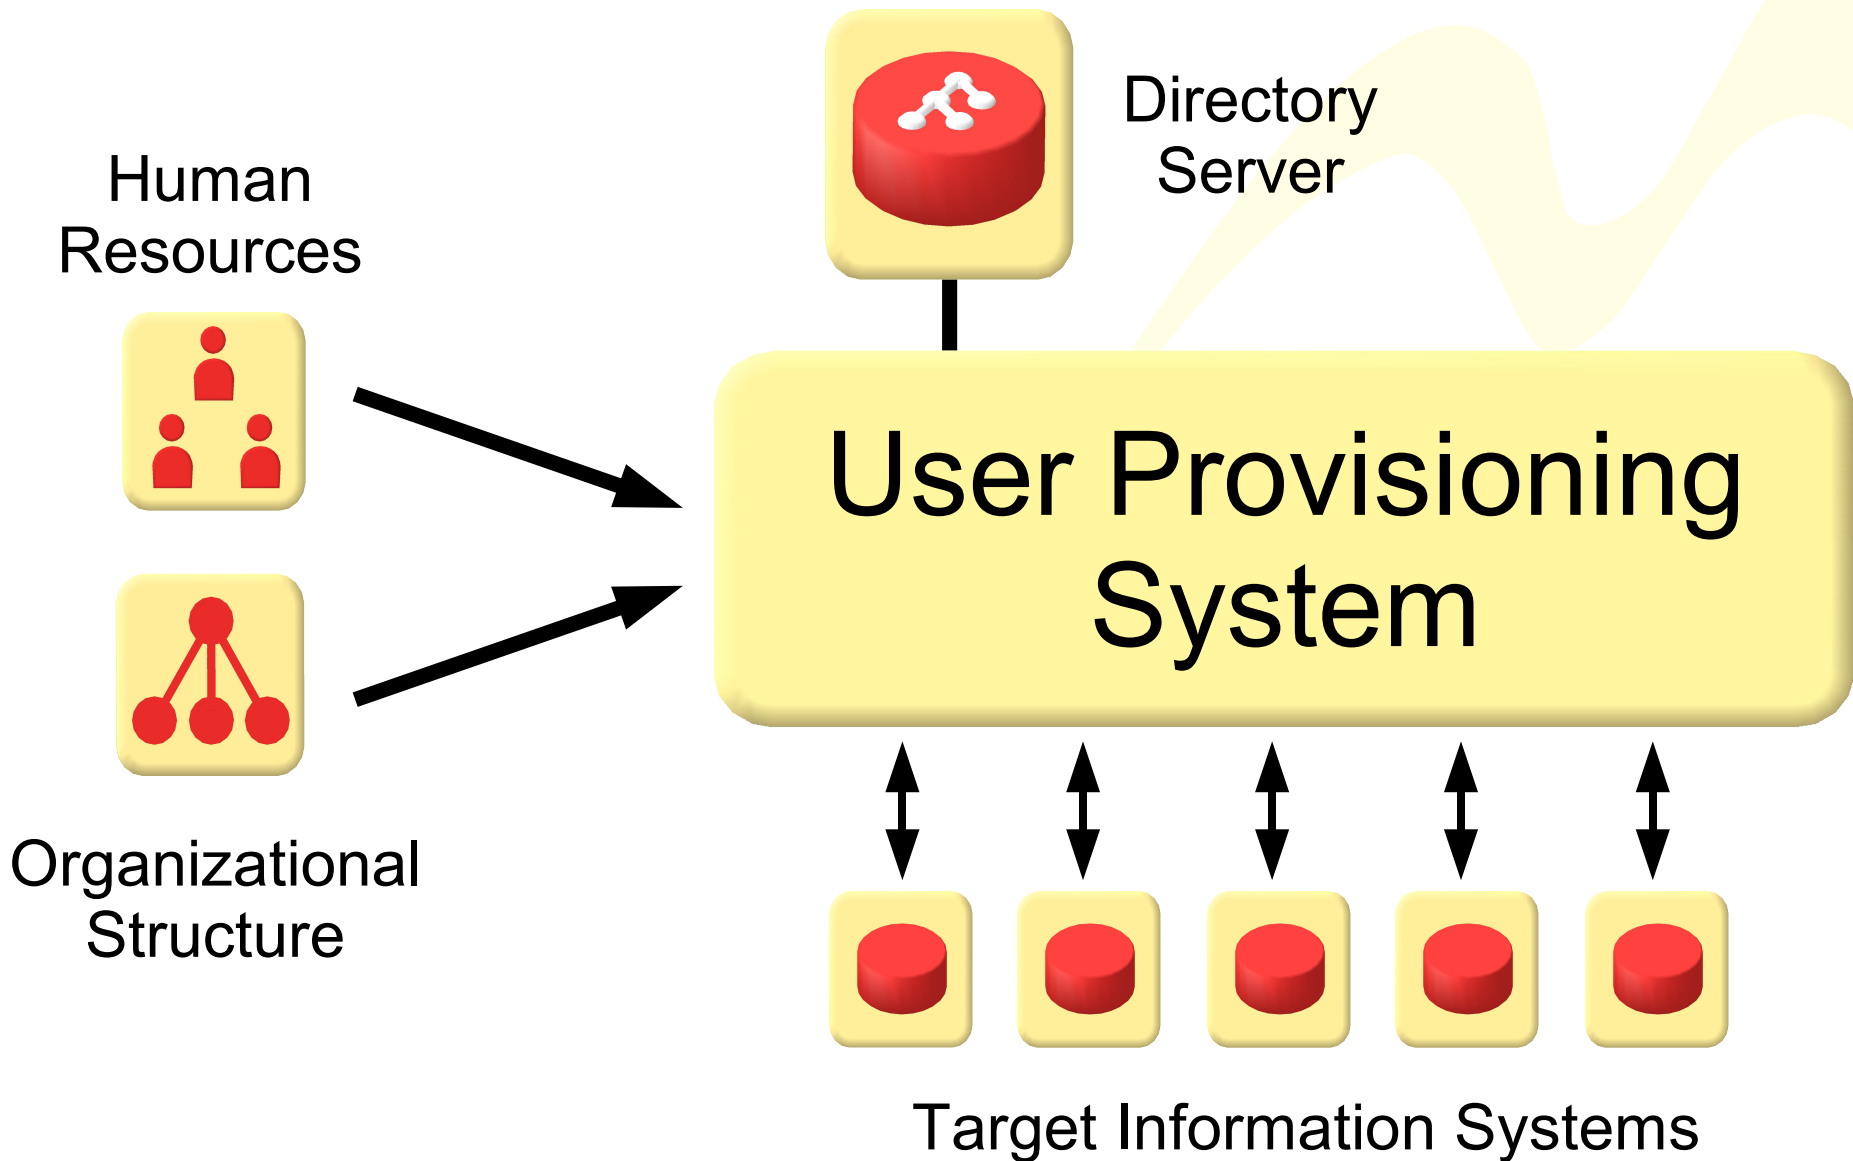 Directory
Server
Human
Resources
User Provisioning
System
Organizational
Structure
Target Information Systems